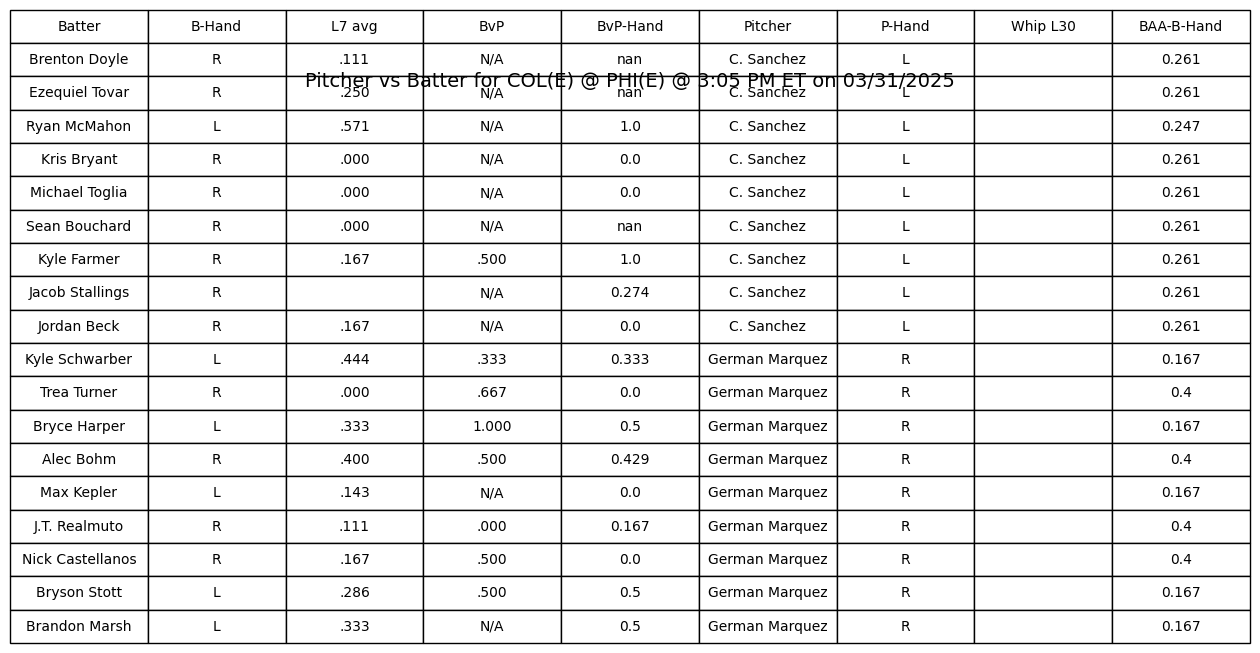 Batter B-Hand L7 avg BvP BvP-Hand Pitcher P-Hand Whip L30 BAA-B-Hand
Brenton Doyle R .111 N/A nan C. Sanchez L 0.261
Pitcher vs Batter for COL(E) @ PHI(E) @ 3:05 PM ET on 03/31/2025
Ezequiel Tovar R .250 N/A nan C. Sanchez L 0.261
Ryan McMahon L .571 N/A 1.0 C. Sanchez L 0.247
Kris Bryant R .000 N/A 0.0 C. Sanchez L 0.261
Michael Toglia R .000 N/A 0.0 C. Sanchez L 0.261
Sean Bouchard R .000 N/A nan C. Sanchez L 0.261
Kyle Farmer R .167 .500 1.0 C. Sanchez L 0.261
Jacob Stallings R N/A 0.274 C. Sanchez L 0.261
Jordan Beck R .167 N/A 0.0 C. Sanchez L 0.261
Kyle Schwarber L .444 .333 0.333 German Marquez R 0.167
Trea Turner R .000 .667 0.0 German Marquez R 0.4
Bryce Harper L .333 1.000 0.5 German Marquez R 0.167
Alec Bohm R .400 .500 0.429 German Marquez R 0.4
Max Kepler L .143 N/A 0.0 German Marquez R 0.167
J.T. Realmuto R .111 .000 0.167 German Marquez R 0.4
Nick Castellanos R .167 .500 0.0 German Marquez R 0.4
Bryson Stott L .286 .500 0.5 German Marquez R 0.167
Brandon Marsh L .333 N/A 0.5 German Marquez R 0.167